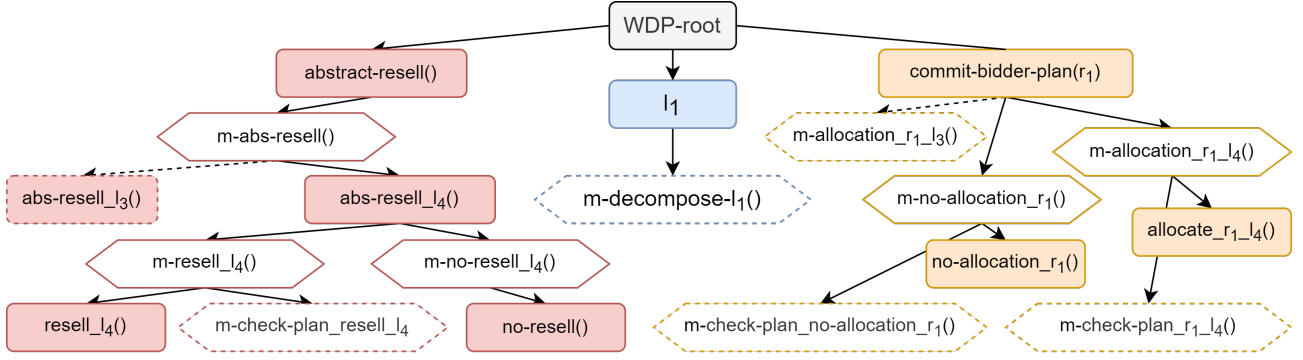 WDP-root
abstract-resell()
l₁
commit-bidder-plan(r₁)
m-abs-resell()
m-allocation_r₁_l₃()
m-allocation_r₁_l₄()
abs-resell_l₃()
abs-resell_l₄()
m-decompose-l₁()
m-no-allocation_r₁()
allocate_r₁_l₄()
m-resell_l₄()
m-no-resell_l₄()
no-allocation_r₁()
resell_l₄()
m-check-plan_resell_l₄
no-resell()
m-check-plan_no-allocation_r₁()
m-check-plan_r₁_l₄()